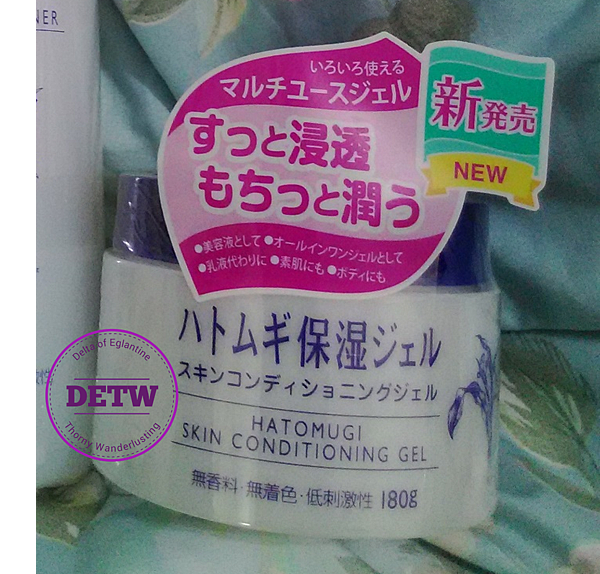 NER
いろいろ使える
マルチユースジェル
すっと浸透
もちっと潤う
●美容液として ●オールインワンジェルとして
●乳液代わりに ●素肌にも ●ボディにも
新発売
NEW
ハトムギ保湿ジェル
スキンコンディショニングジェル
HATOMUGI
SKIN CONDITIONING GEL
無香料・無着色・低刺激性 180g
Delta of Eglantine
DETW
Thorny Wanderlusting